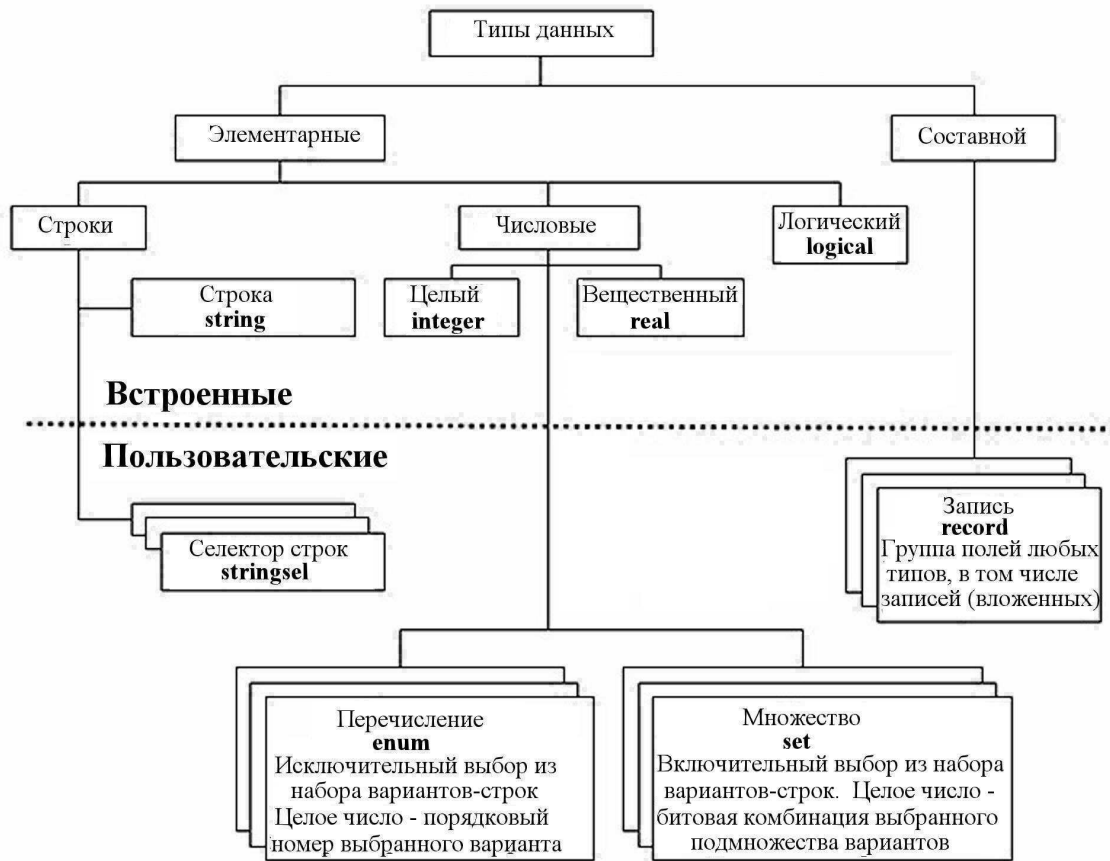 Типы данных
Элементарные
Составной
Строки
Числовые
Логический
logical
Строка
string
Целый
integer
Вещественный
real
Встроенные
Пользовательские
Селектор строк
stringsel
Запись
record
Группа полей любых
типов, в том числе
записей (вложенных)
Перечисление
enum
Исключительный выбор из
набора вариантов-строк
Целое число - порядковый
номер выбранного варианта
Множество
set
Включительный выбор из набора
вариантов-строк. Целое число -
битовая комбинация выбранного
подмножества вариантов